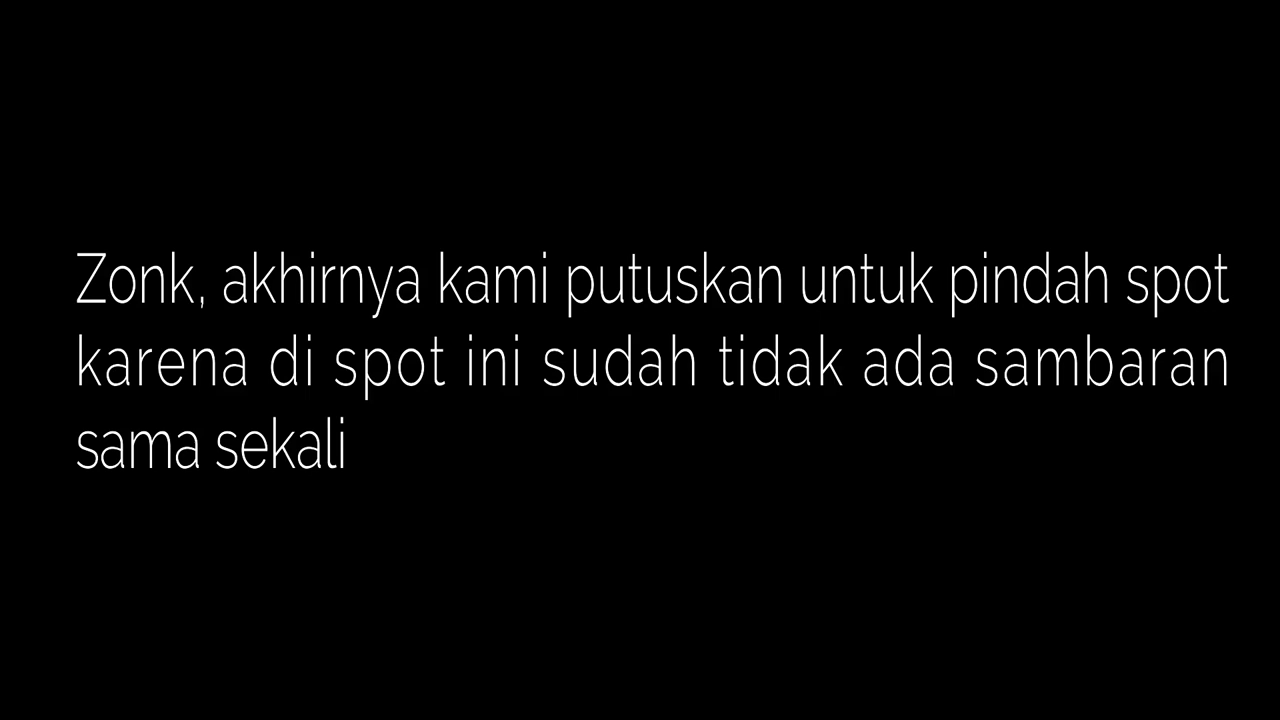 Zonk, akhirnya kami putuskan untuk pindah spot
karena di spot ini sudah tidak ada sambaran
sama sekali